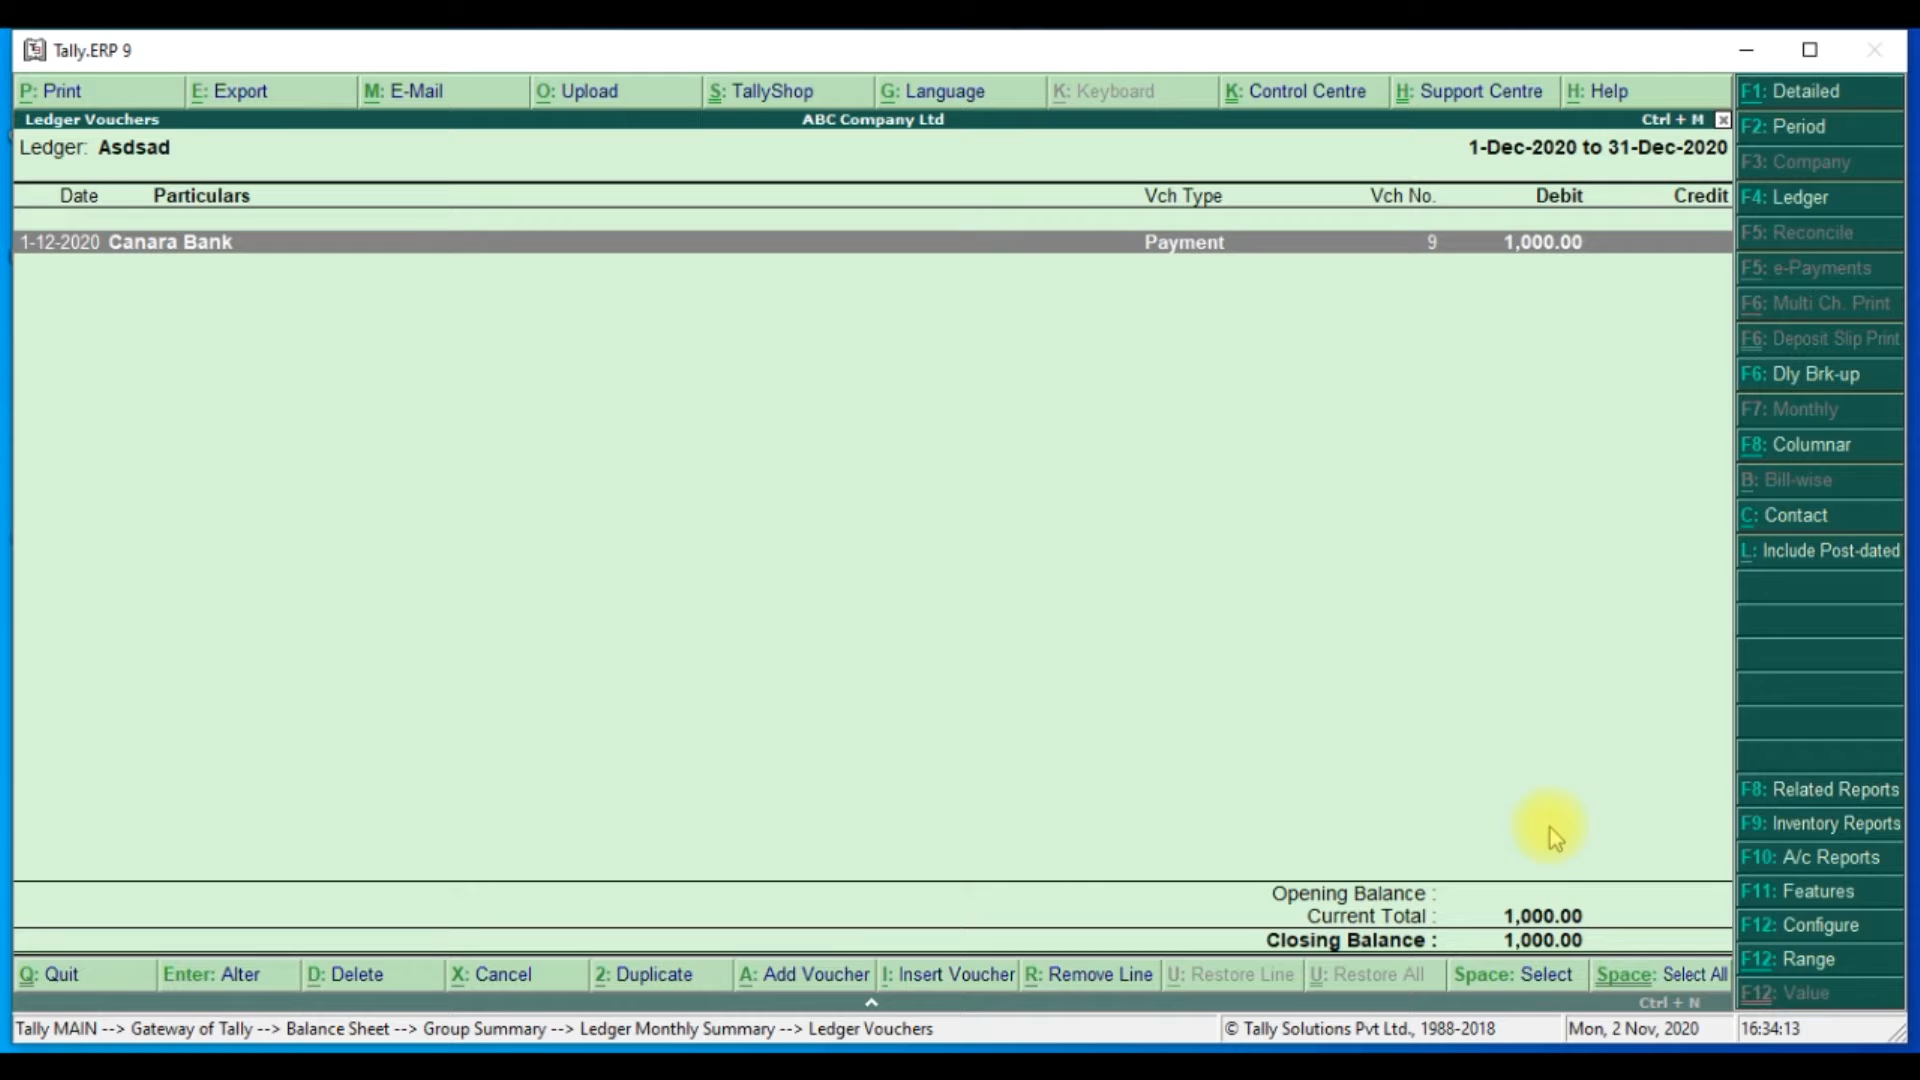 Tally.ERP 9
P: Print E: Export M: E-Mail O: Upload S: TallyShop G: Language K: Keyboard K: Control Centre H: Support Centre H: Help
Ledger Vouchers ABC Company Ltd Ctrl + M
Ledger: Asdsad 1-Dec-2020 to 31-Dec-2020
Date Particulars Vch Type Vch No. Debit Credit
1-12-2020 Canara Bank Payment 9 1,000.00
Opening Balance :
Current Total : 1,000.00
Closing Balance : 1,000.00
Q: Quit Enter: Alter D: Delete X: Cancel 2: Duplicate A: Add Voucher I: Insert Voucher R: Remove Line U: Restore Line U: Restore All Space: Select Space: Select All
Ctrl + N
Tally MAIN --> Gateway of Tally --> Balance Sheet --> Group Summary --> Ledger Monthly Summary --> Ledger Vouchers © Tally Solutions Pvt Ltd., 1988-2018 Mon, 2 Nov, 2020 16:34:13
F1: Detailed
F2: Period
F3: Company
F4: Ledger
F5: Reconcile
F5: e-Payments
F6: Multi Ch. Print
F6: Deposit Slip Print
F6: Dly Brk-up
F7: Monthly
F8: Columnar
B: Bill-wise
C: Contact
L: Include Post-dated
F8: Related Reports
F9: Inventory Reports
F10: A/c Reports
F11: Features
F12: Configure
F12: Range
F12: Value